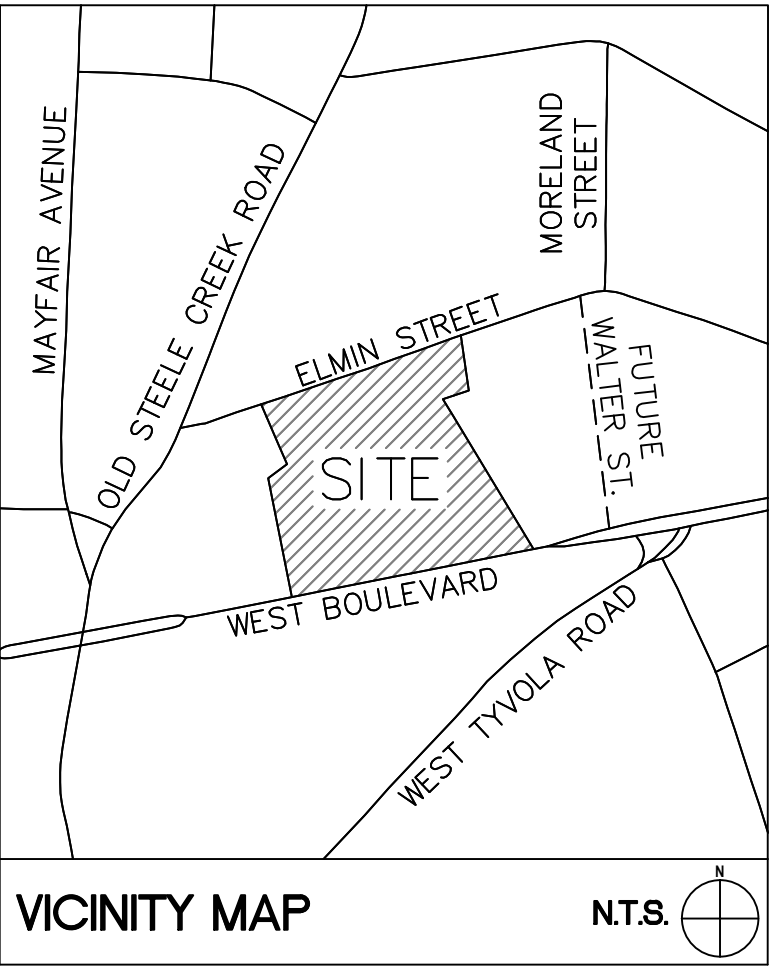 MAYFAIR AVENUE
OLD STEELE CREEK ROAD
MORELAND
STREET
ELMIN STREET
FUTURE
WALTER ST.
SITE
WEST BOULEVARD
WEST TYVOLA ROAD
VICINITY MAP
N.T.S.
N